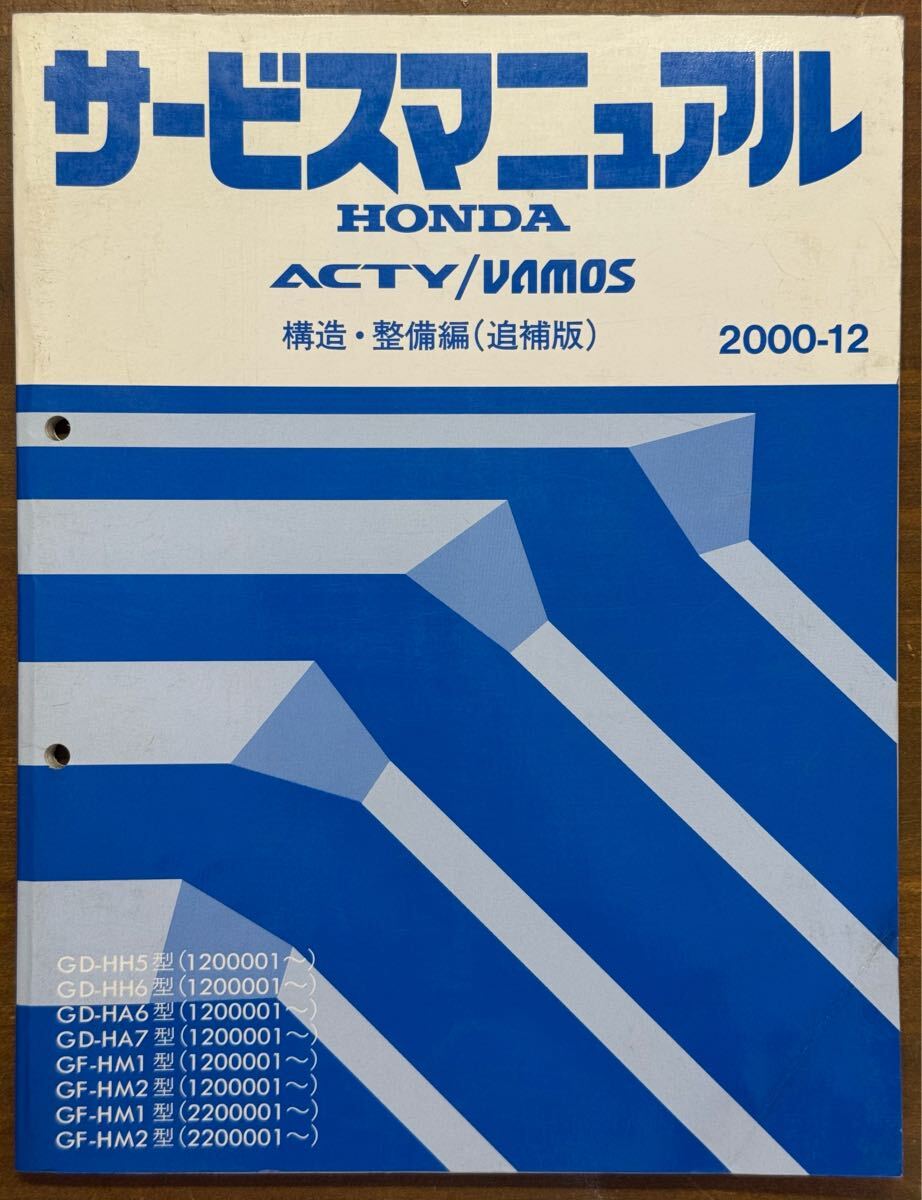 サービスマニュアル
HONDA
ACTY/VAMOS
構造・整備編(追補版) 2000-12
GD-HH5型(1200001～)
GD-HH6型(1200001～)
GD-HA6型(1200001～)
GD-HA7型(1200001～)
GF-HM1型(1200001～)
GF-HM2型(1200001～)
GF-HM1型(2200001～)
GF-HM2型(2200001～)